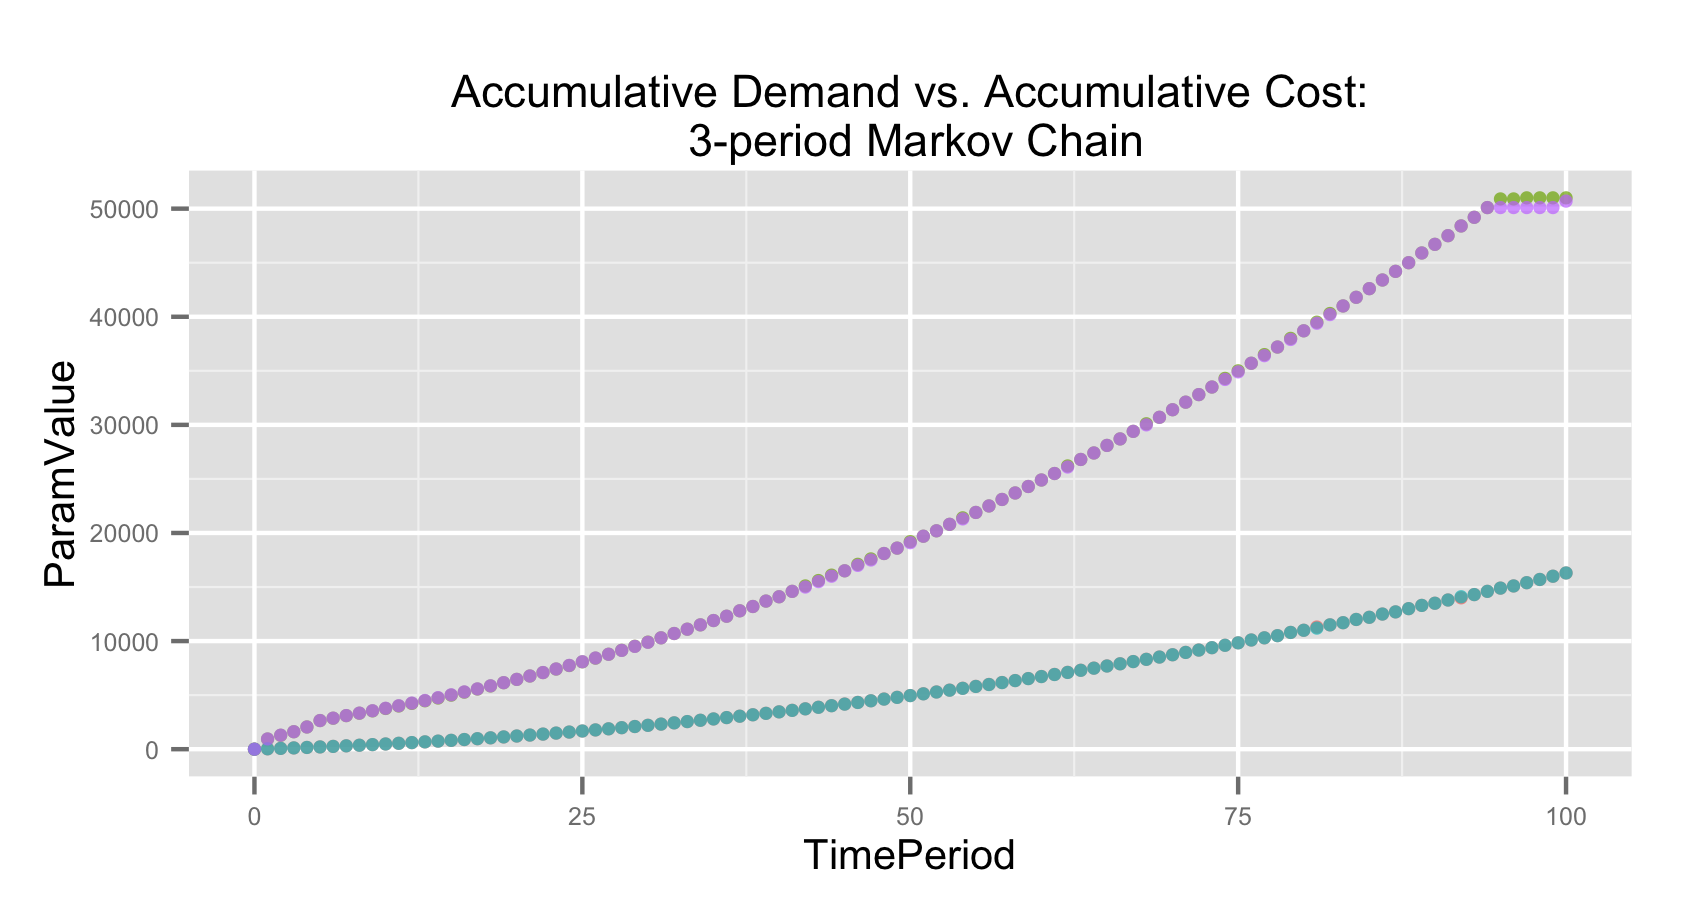 Accumulative Demand vs. Accumulative Cost:
3-period Markov Chain
ParamValue
50000
40000
30000
20000
10000
0
0 25 50 75 100
TimePeriod